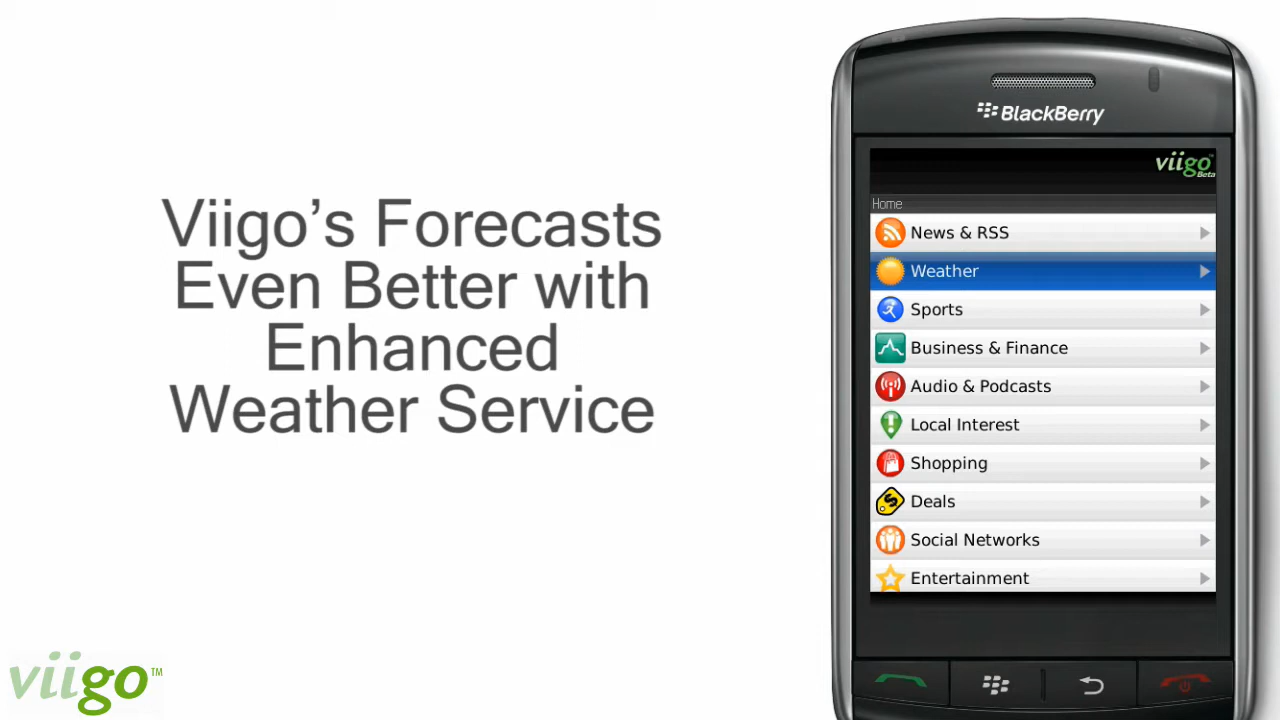 Viigo’s Forecasts
Even Better with
Enhanced
Weather Service
viigo™
BlackBerry
viigo™
Beta
Home
News & RSS
Weather
Sports
Business & Finance
Audio & Podcasts
Local Interest
Shopping
Deals
Social Networks
Entertainment